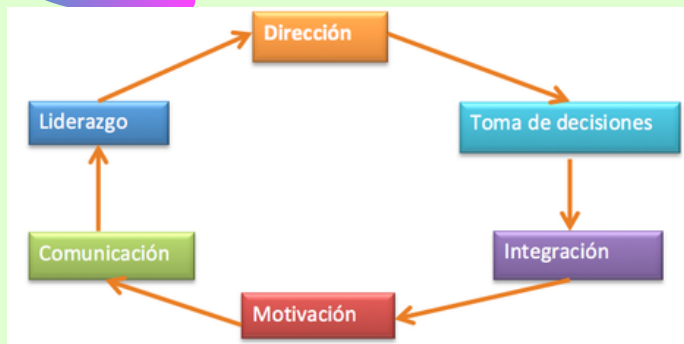 Dirección
Liderazgo
Toma de decisiones
Comunicación
Integración
Motivación